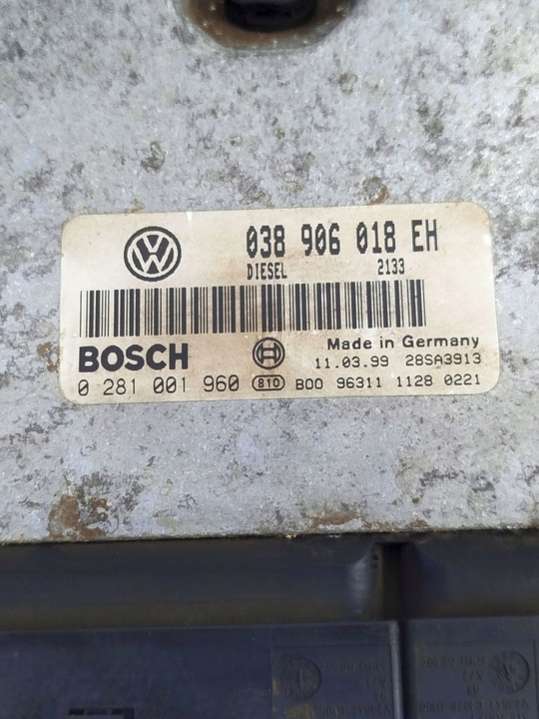 038 906 018 EH
DIESEL 2133
BOSCH
Made in Germany
11.03.99 28SA3913
0 281 001 960 810 B00 96311 1128 0221